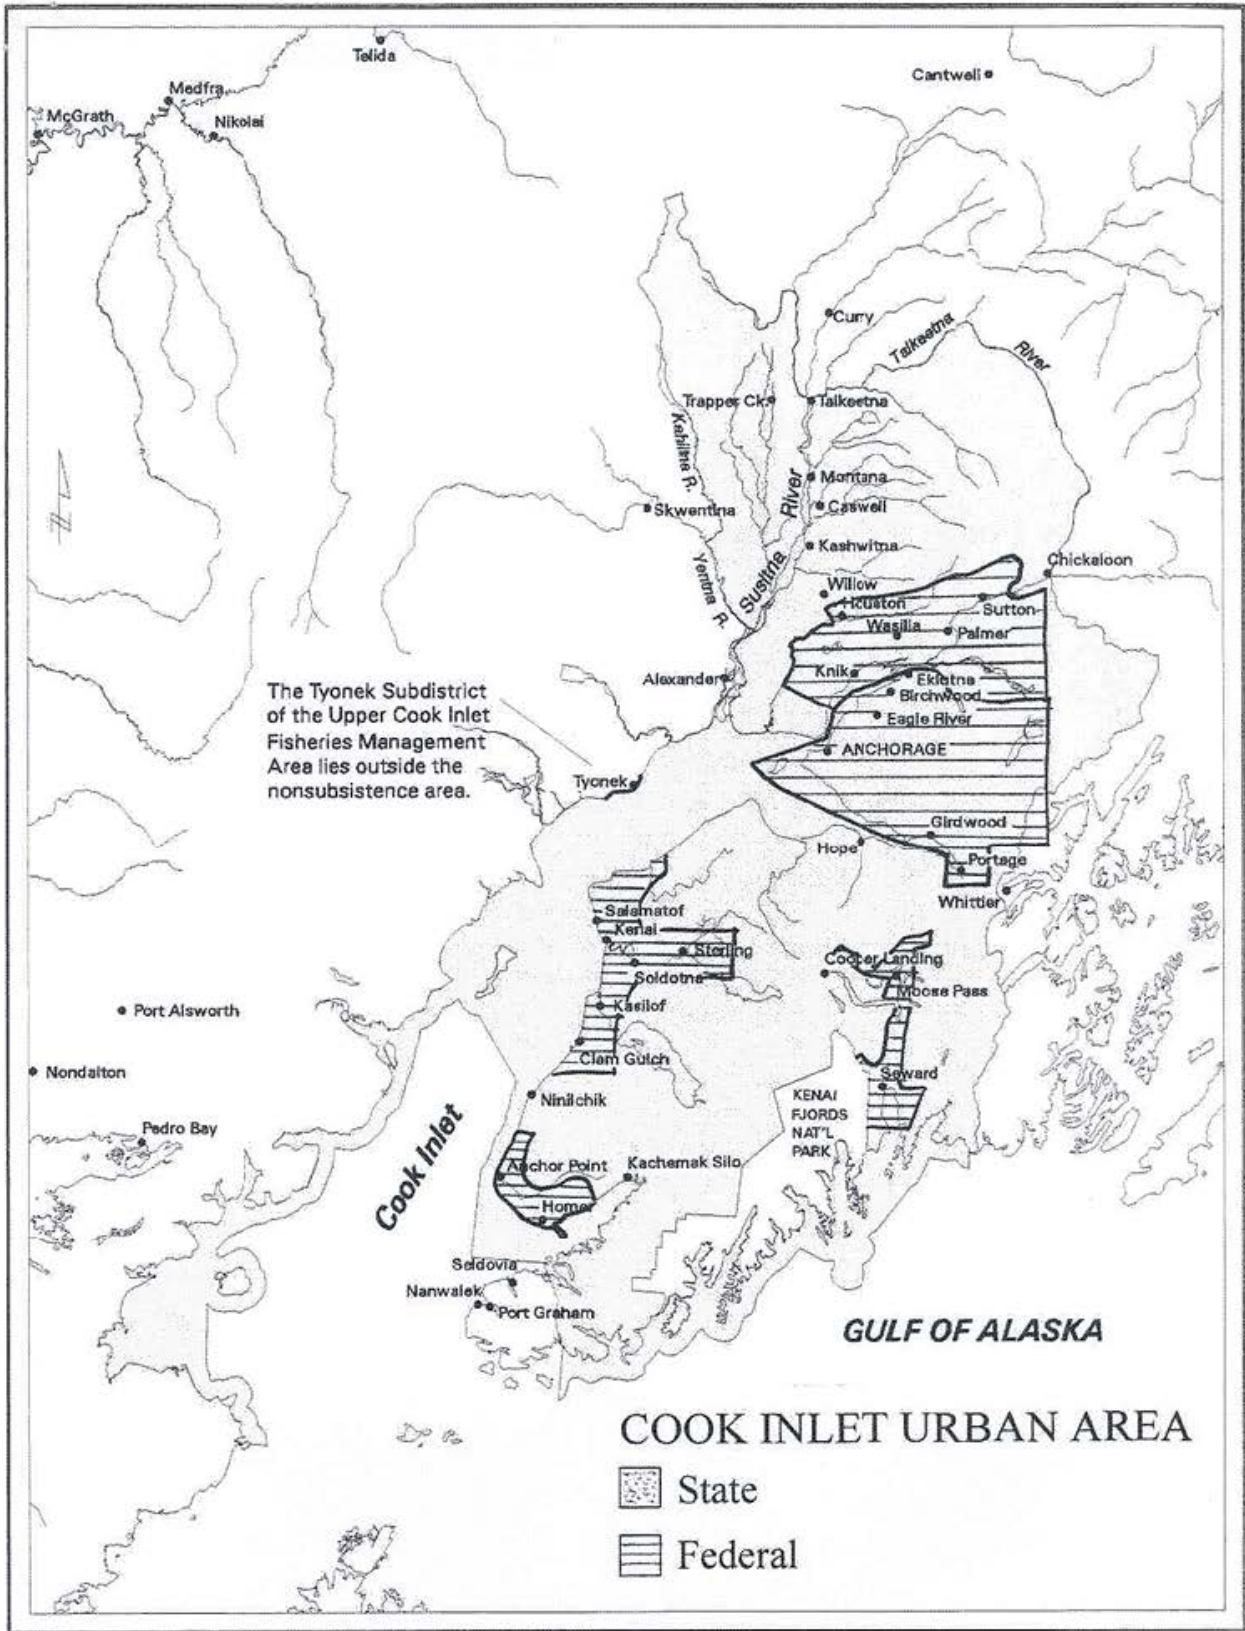 Telida
Cantwell
Medfra
McGrath
Nikolai
Curry
Talkeetna
River
Trapper Ck.
Talkeetna
Kahiltna R.
River
Montana
Skwentna
Caswell
Kashwitna
Chickaloon
Yentna R.
Susitna
Willow
Houston
Sutton
Wasilla
Palmer
Knik
Eklutna
Alexander
Birchwood
Eagle River
The Tyonek Subdistrict
of the Upper Cook Inlet
Fisheries Management
Area lies outside the
nonsubsistence area.
ANCHORAGE
Tyonek
Girdwood
Hope
Portage
Whittier
Salamatof
Kenai
Sterling
Cooper Landing
Soldotna
Moose Pass
Kasilof
Port Alsworth
Clam Gulch
Nondalton
Seward
Ninilchik
KENAI
FJORDS
NAT'L
PARK
Pedro Bay
Cook Inlet
Anchor Point
Kachemak Silo
Homer
Seldovia
Nanwalek
Port Graham
GULF OF ALASKA
COOK INLET URBAN AREA
State
Federal